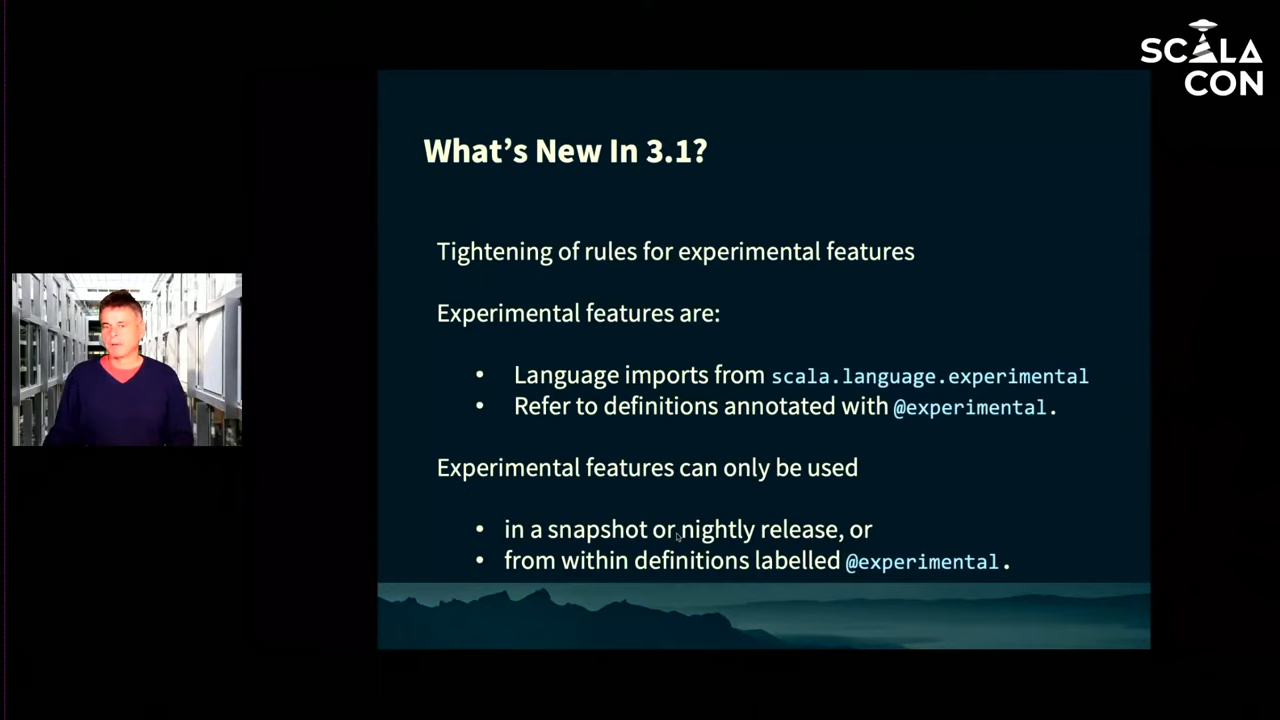 SCALA
CON
What's New In 3.1?
Tightening of rules for experimental features
Experimental features are:
• Language imports from scala.language.experimental
• Refer to definitions annotated with @experimental.
Experimental features can only be used
• in a snapshot or nightly release, or
• from within definitions labelled @experimental.